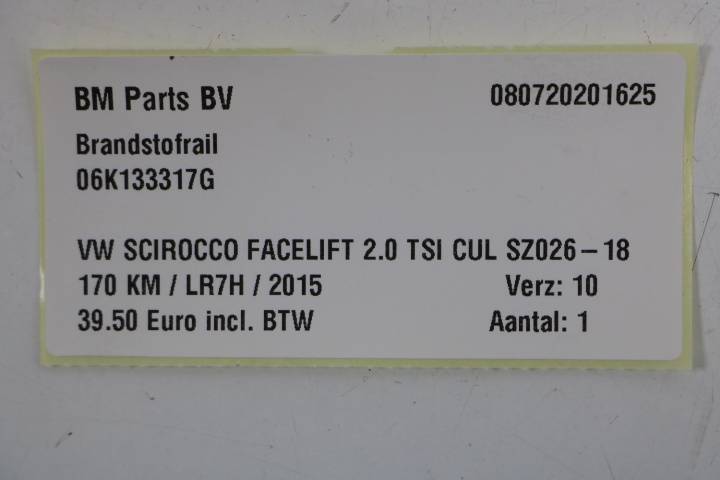 BM Parts BV 080720201625
Brandstofrail
06K133317G
VW SCIROCCO FACELIFT 2.0 TSI CUL SZ026-18
170 KM / LR7H / 2015 Verz: 10
39.50 Euro incl. BTW Aantal: 1